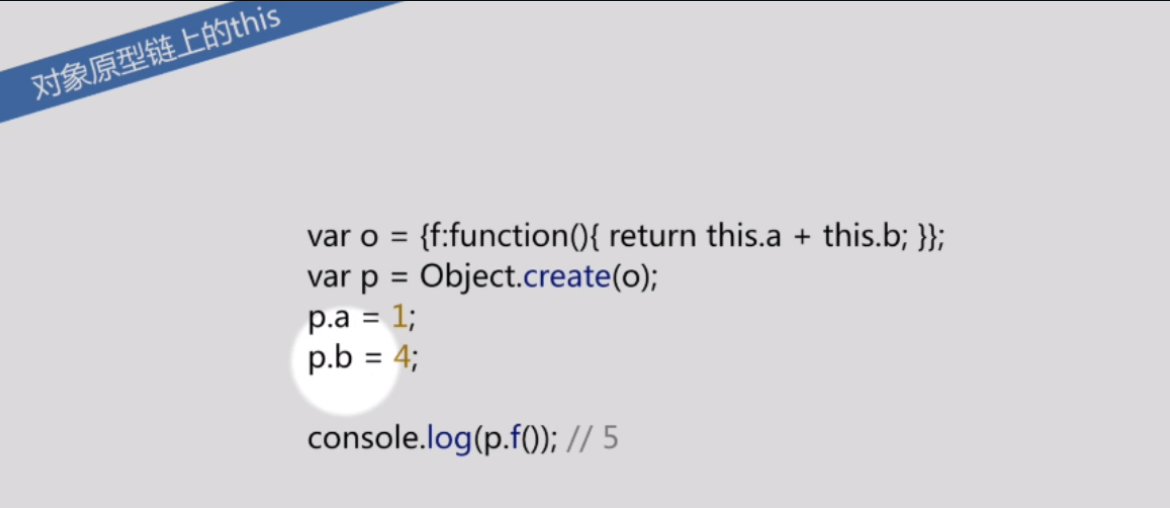 对象原型链上的this
var o = {f:function(){ return this.a + this.b; }};
var p = Object.create(o);
p.a = 1;
p.b = 4;
console.log(p.f()); // 5